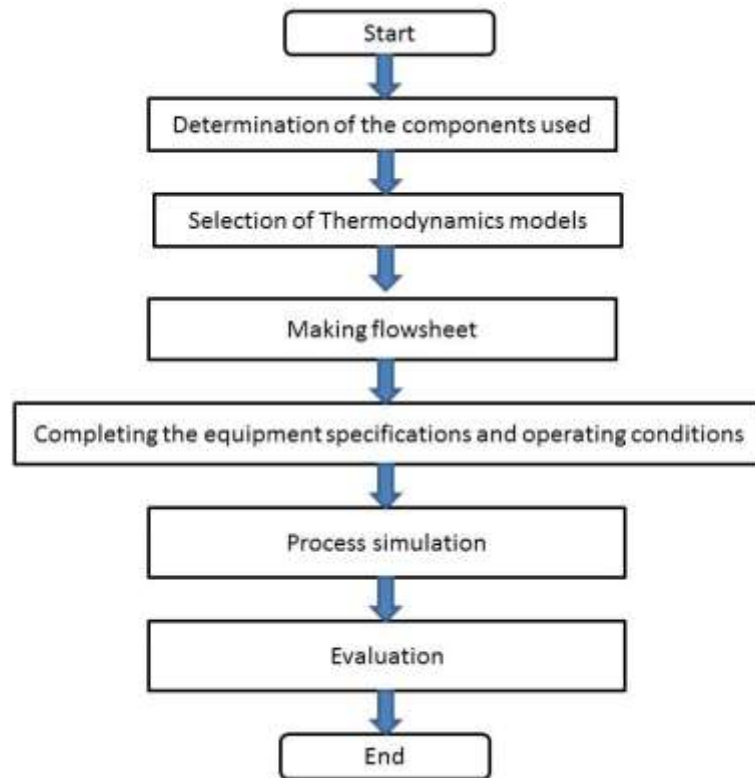 Start
Determination of the components used
Selection of Thermodynamics models
Making flowsheet
Completing the equipment specifications and operating conditions
Process simulation
Evaluation
End